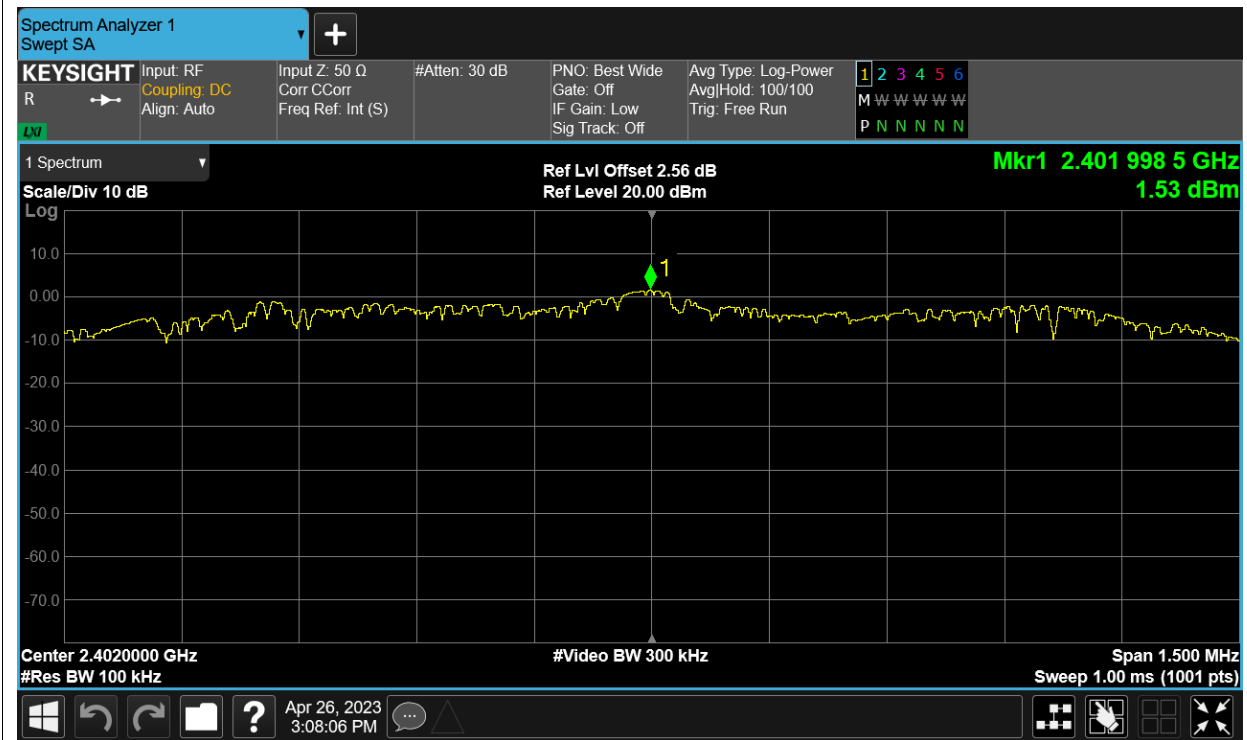 Spectrum Analyzer 1
Swept SA
KEYSIGHT
R
LXI
Input: RF
Coupling: DC
Align: Auto
Input Z: 50 Ω
Corr CCorr
Freq Ref: Int (S)
#Atten: 30 dB
PNO: Best Wide
Gate: Off
IF Gain: Low
Sig Track: Off
Avg Type: Log-Power
Avg|Hold: 100/100
Trig: Free Run
1 2 3 4 5 6
M W W W W W
P N N N N N
1 Spectrum
Scale/Div 10 dB
Ref Lvl Offset 2.56 dB
Ref Level 20.00 dBm
Mkr1 2.401 998 5 GHz
1.53 dBm
Log
10.0
0.00
-10.0
-20.0
-30.0
-40.0
-50.0
-60.0
-70.0
1
Center 2.4020000 GHz
#Res BW 100 kHz
#Video BW 300 kHz
Span 1.500 MHz
Sweep 1.00 ms (1001 pts)
?
Apr 26, 2023
3:08:06 PM